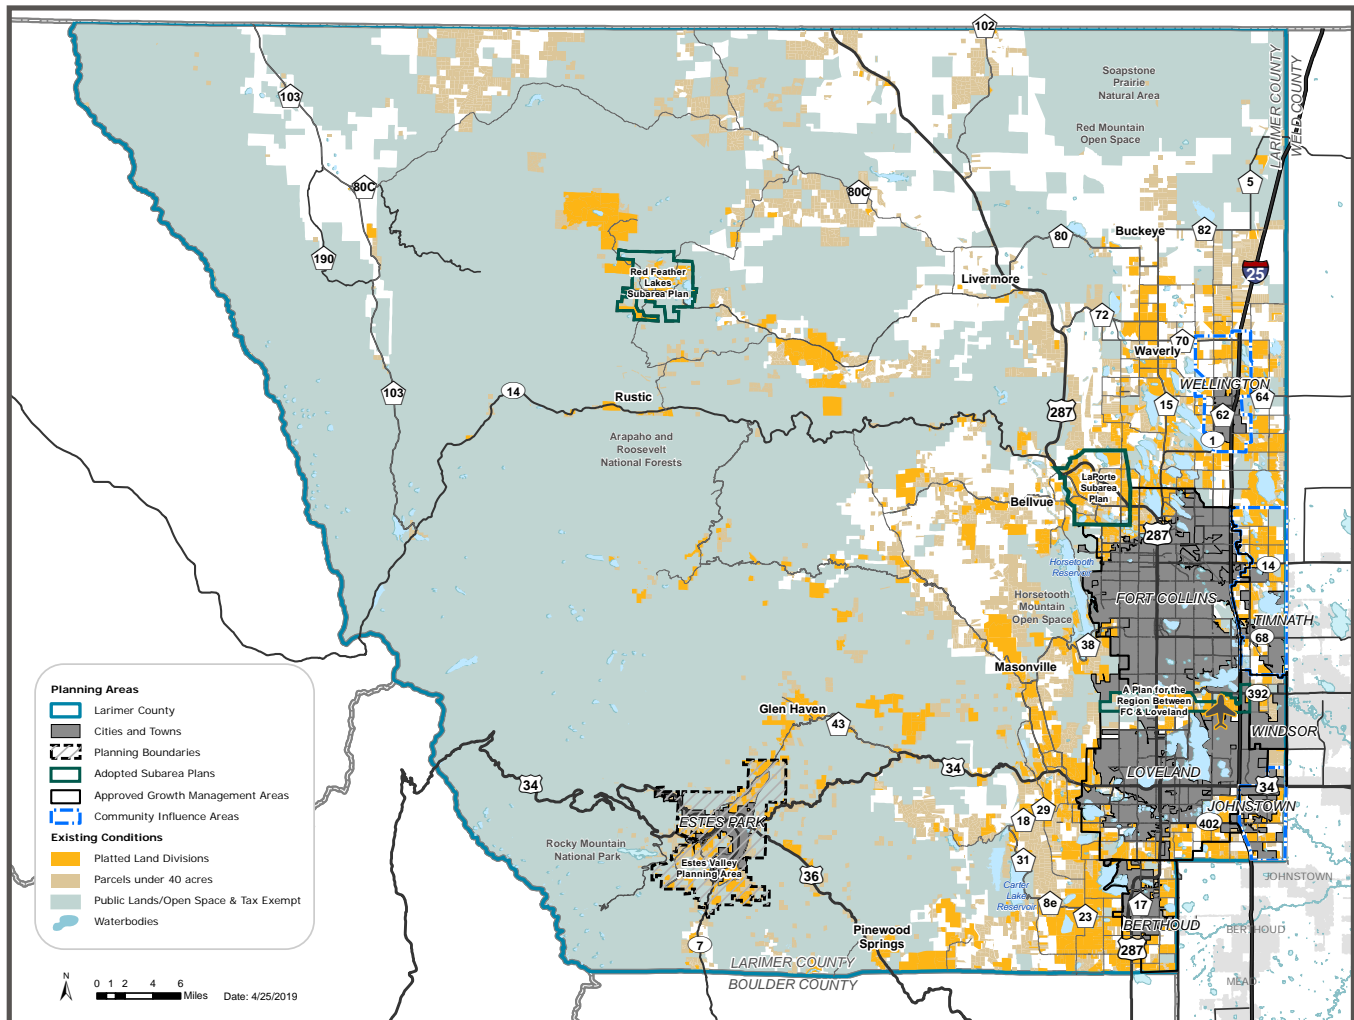 102
LARIMER COUNTY
WELD COUNTY
Soapstone
Prairie
Natural Area
103
Red Mountain
Open Space
5
80C
80C
82
Buckeye
80
190
25
Red Feather
Lakes
Subarea Plan
Livermore
72
70
Waverly
WELLINGTON
14
103
Rustic
64
15
62
287
1
Arapaho and
Roosevelt
National Forests
LaPorte
Subarea
Plan
Bellvue
287
Horsetooth
Reservoir
14
Horsetooth
Mountain
Open Space
FORT COLLINS
TIMNATH
68
38
Masonville
A Plan for the
Region Between
FC & Loveland
392
Glen Haven
43
WINDSOR
34
34
LOVELAND
34
JOHNSTOWN
29
18
402
ESTES PARK
Rocky Mountain
National Park
Estes Valley
Planning Area
31
36
JOHNSTOWN
Carter
Lake
Reservoir
8e
23
17
BERTHOUD
BERTHOUD
Pinewood
Springs
7
287
LARIMER COUNTY
BOULDER COUNTY
MEAD
Planning Areas
Larimer County
Cities and Towns
Planning Boundaries
Adopted Subarea Plans
Approved Growth Management Areas
Community Influence Areas
Existing Conditions
Platted Land Divisions
Parcels under 40 acres
Public Lands/Open Space & Tax Exempt
Waterbodies
N
0 1 2 4 6
Miles
Date: 4/25/2019